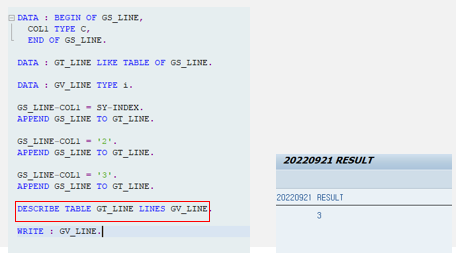 DATA : BEGIN OF GS_LINE,
COL1 TYPE C,
END OF GS_LINE.
DATA : GT_LINE LIKE TABLE OF GS_LINE.
DATA : GV_LINE TYPE i.
GS_LINE-COL1 = SY-INDEX.
APPEND GS_LINE TO GT_LINE.
GS_LINE-COL1 = '2'.
APPEND GS_LINE TO GT_LINE.
GS_LINE-COL1 = '3'.
APPEND GS_LINE TO GT_LINE.
DESCRIBE TABLE GT_LINE LINES GV_LINE.
WRITE : GV_LINE.
20220921 RESULT
20220921 RESULT
3